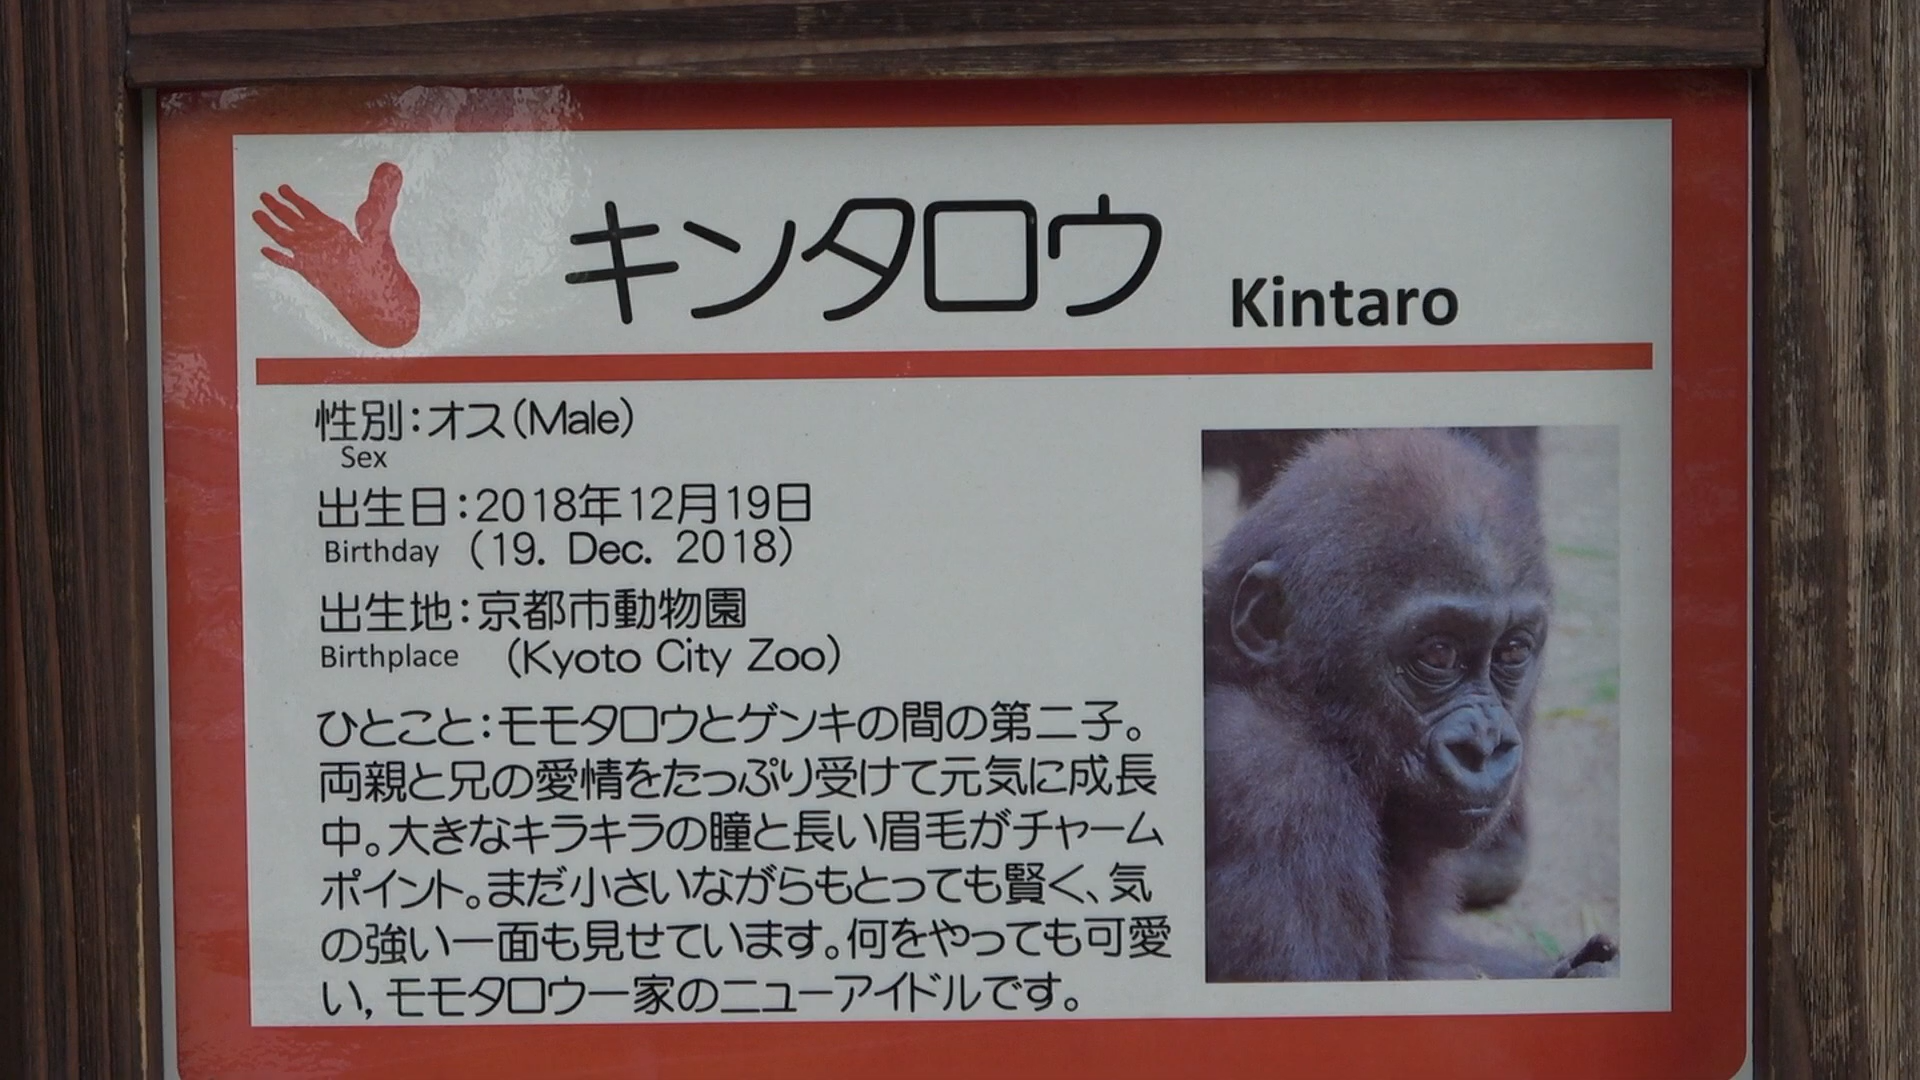 キンタロウ Kintaro
性別：オス（Male）
Sex
出生日：2018年12月19日
Birthday （19. Dec. 2018）
出生地：京都市動物園
Birthplace （Kyoto City Zoo）
ひとこと：モモタロウとゲンキの間の第二子。
両親と兄の愛情をたっぷり受けて元気に成長
中。大きなキラキラの瞳と長い眉毛がチャーム
ポイント。まだ小さいながらもとっても賢く、気
の強い一面も見せています。何をやっても可愛
い，モモタロウ一家のニューアイドルです。